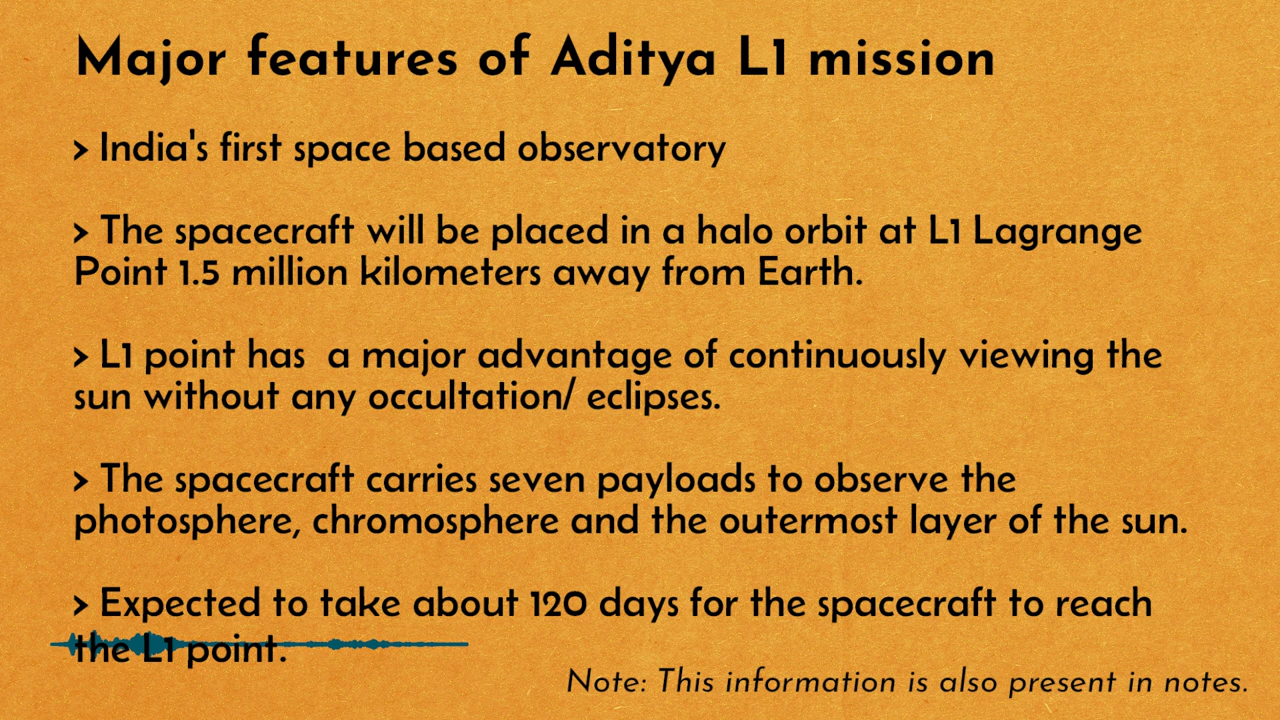 Major features of Aditya L1 mission
> India's first space based observatory
> The spacecraft will be placed in a halo orbit at L1 Lagrange
Point 1.5 million kilometers away from Earth.
> L1 point has  a major advantage of continuously viewing the
sun without any occultation/ eclipses.
> The spacecraft carries seven payloads to observe the
photosphere, chromosphere and the outermost layer of the sun.
> Expected to take about 120 days for the spacecraft to reach
the L1 point.
Note: This information is also present in notes.